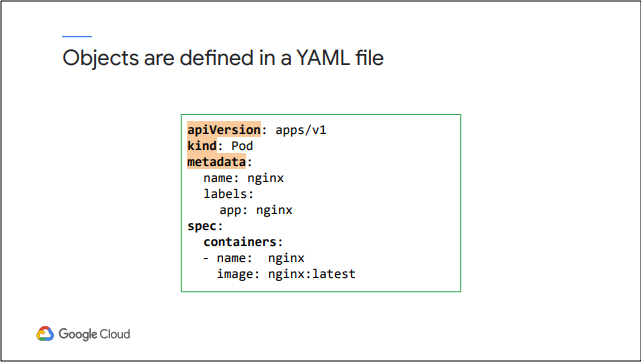 Objects are defined in a YAML file
apiVersion: apps/v1
kind: Pod
metadata:
  name: nginx
  labels:
    app: nginx
spec:
  containers:
  - name:  nginx
    image: nginx:latest
Google Cloud